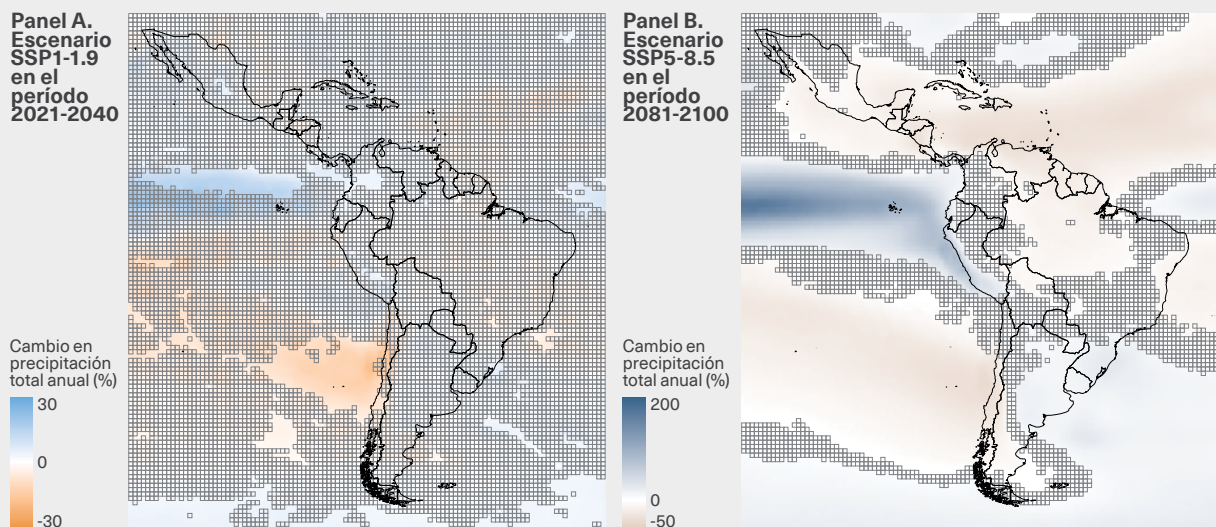 Panel A.
Escenario
SSP1-1.9
en el
período
2021-2040
Cambio en
precipitación
total anual (%)
30
0
-30
Panel B.
Escenario
SSP5-8.5
en el
período
2081-2100
Cambio en
precipitación
total anual (%)
200
0
-50